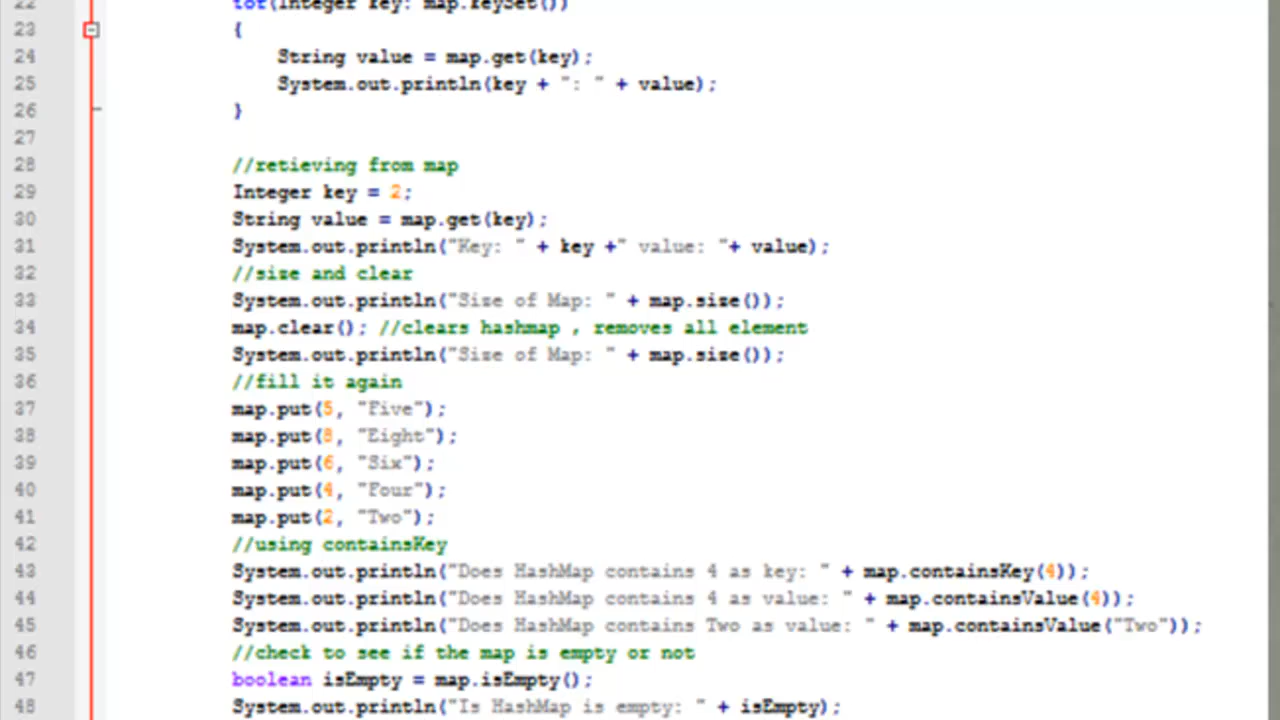 22 for(Integer key: map.keySet())
23 {
24 String value = map.get(key);
25 System.out.println(key + ": " + value);
26 }
27
28 //retieving from map
29 Integer key = 2;
30 String value = map.get(key);
31 System.out.println("Key: " + key +" value: "+ value);
32 //size and clear
33 System.out.println("Size of Map: " + map.size());
34 map.clear(); //clears hashmap , removes all element
35 System.out.println("Size of Map: " + map.size());
36 //fill it again
37 map.put(5, "Five");
38 map.put(8, "Eight");
39 map.put(6, "Six");
40 map.put(4, "Four");
41 map.put(2, "Two");
42 //using containsKey
43 System.out.println("Does HashMap contains 4 as key: " + map.containsKey(4));
44 System.out.println("Does HashMap contains 4 as value: " + map.containsValue(4));
45 System.out.println("Does HashMap contains Two as value: " + map.containsValue("Two"));
46 //check to see if the map is empty or not
47 boolean isEmpty = map.isEmpty();
48 System.out.println("Is HashMap is empty: " + isEmpty);